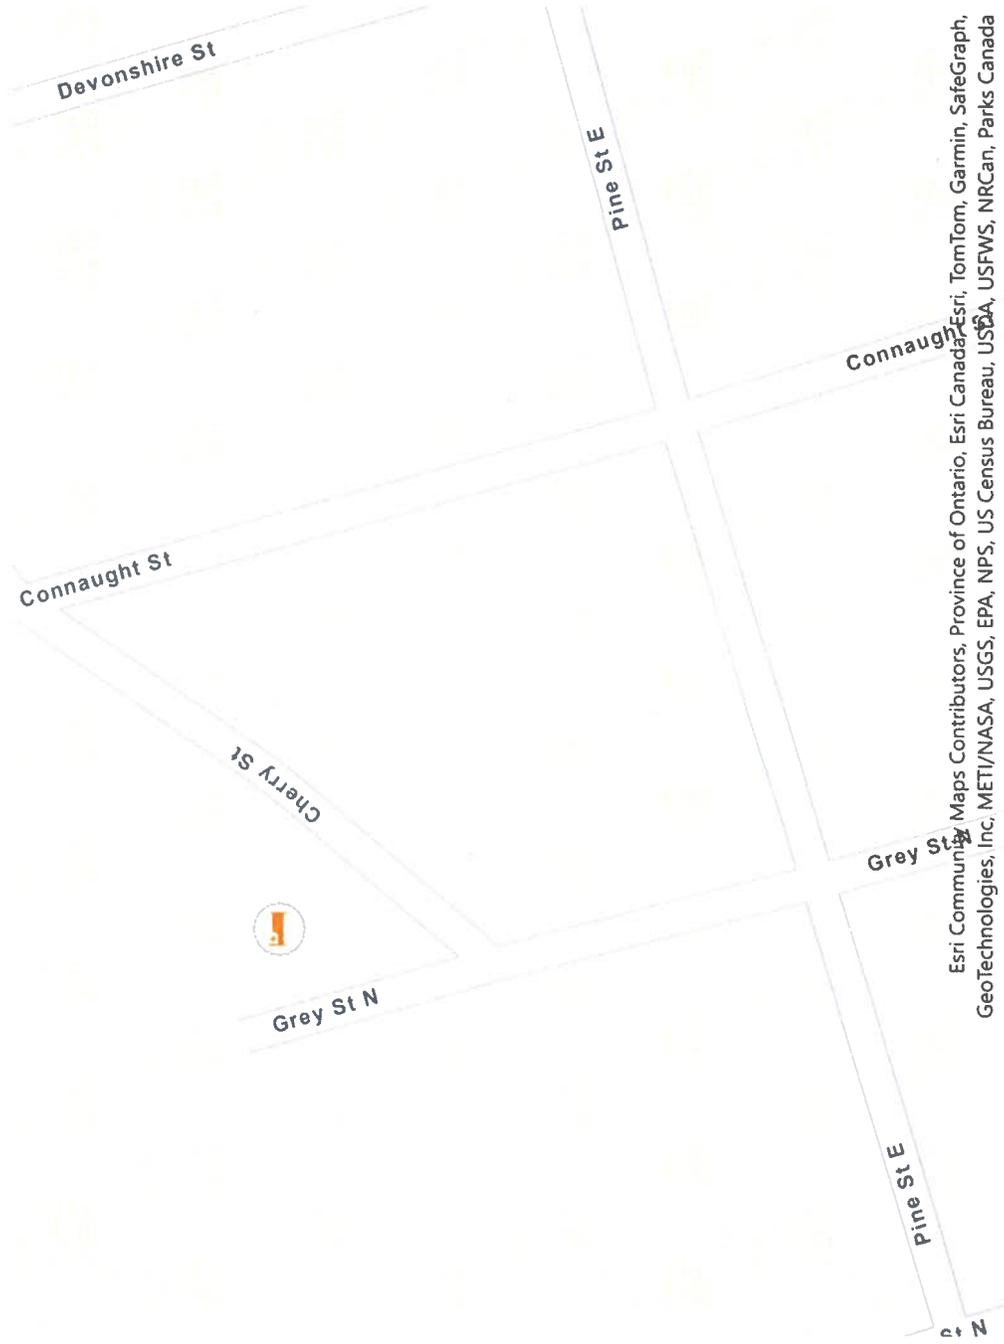 Devonshire St
Pine St E
Connaught St
Connaught St
Cherry St
Grey St N
Grey St N
Pine St E
St N
Esri Community Maps Contributors, Province of Ontario, Esri Canada, Esri, TomTom, Garmin, SafeGraph,
GeoTechnologies, Inc, METI/NASA, USGS, EPA, NPS, US Census Bureau, USDA, USFWS, NRCan, Parks Canada